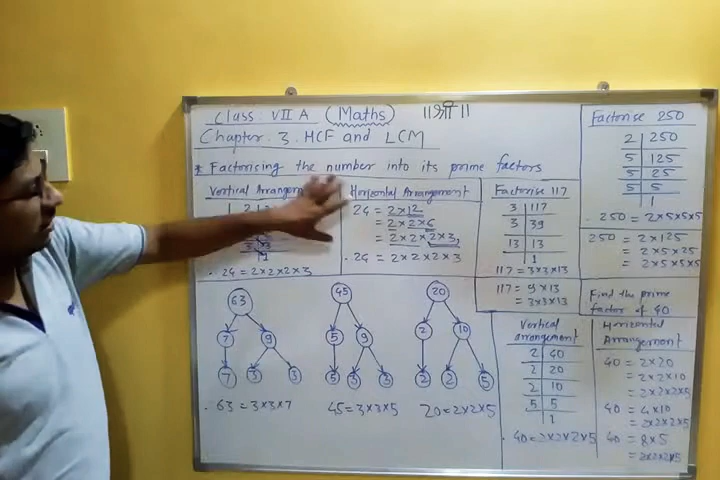 Class: VII A (Maths) ॥श्री॥
Chapter. 3. HCF and LCM
* Factorising the number into its prime factors
Vertical Arrangem
3 3
1
. 24 = 2×2×2×3
Horizontal Arrangement
24 = 2×12
= 2×2×6
= 2×2×2×3,
. 24 = 2×2×2×3
Factorise 117
3 117
3 39
13 13
1
117 = 3×3×13
117 = 9×13
= 3×3×13
Factorise 250
2 250
5 125
5 25
5 5
1
. 250 = 2×5×5×5
250 = 2×125
= 2×5×25
= 2×5×5×5
63
7 9
7 3 3
. 63 = 3×3×7
45
5 9
5 3 3
45 = 3×3×5
20
2 10
2 2 5
20 = 2×2×5
Find the prime
factor of 40
Vertical
arrangement
2 40
2 20
2 10
5 5
1
. 40 = 2×2×2×5
Horizontal
Arrangement
40 = 2×20
= 2×2×10
= 2×2×2×5
40 = 4×10
= 2×2×2×5
40 = 8×5
= 2×2×2×5